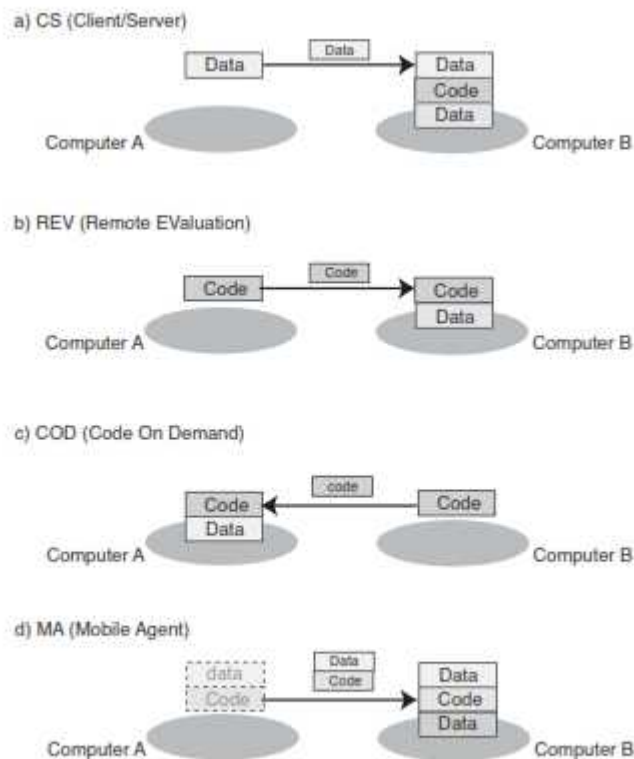 a) CS (Client/Server)
Data
Data
Data
Code
Data
Computer A
Computer B
b) REV (Remote EValuation)
Code
Code
Code
Data
Computer A
Computer B
c) COD (Code On Demand)
code
Code
Code
Data
Computer A
Computer B
d) MA (Mobile Agent)
data
Code
Data
Code
Data
Code
Data
Computer A
Computer B